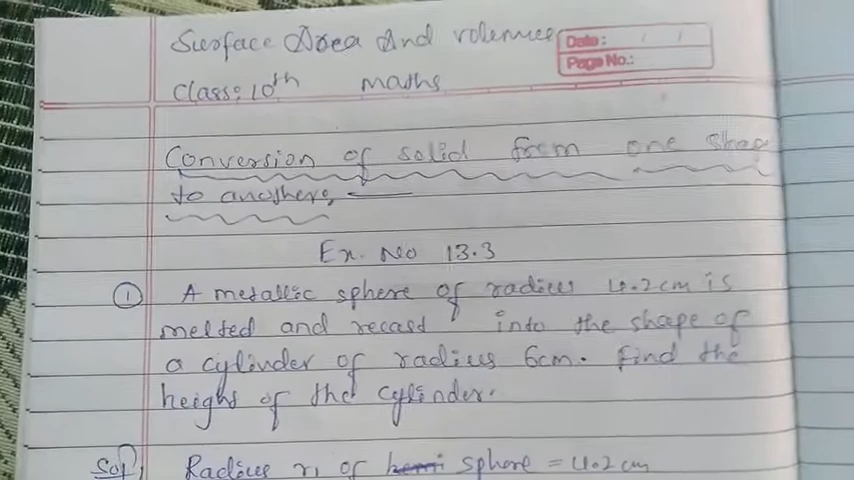 Surface Area And volumes
Date:
Page No.:
Class: 10th maths
Conversion of solid from one shape
to another,
Ex. No 13.3
① A metallic sphere of radius 4.2cm is
melted and recast into the shape of
a cylinder of radius 6cm. Find the
height of the cylinder.
Sol, Radius r1 of hemi sphere = 4.2 cm